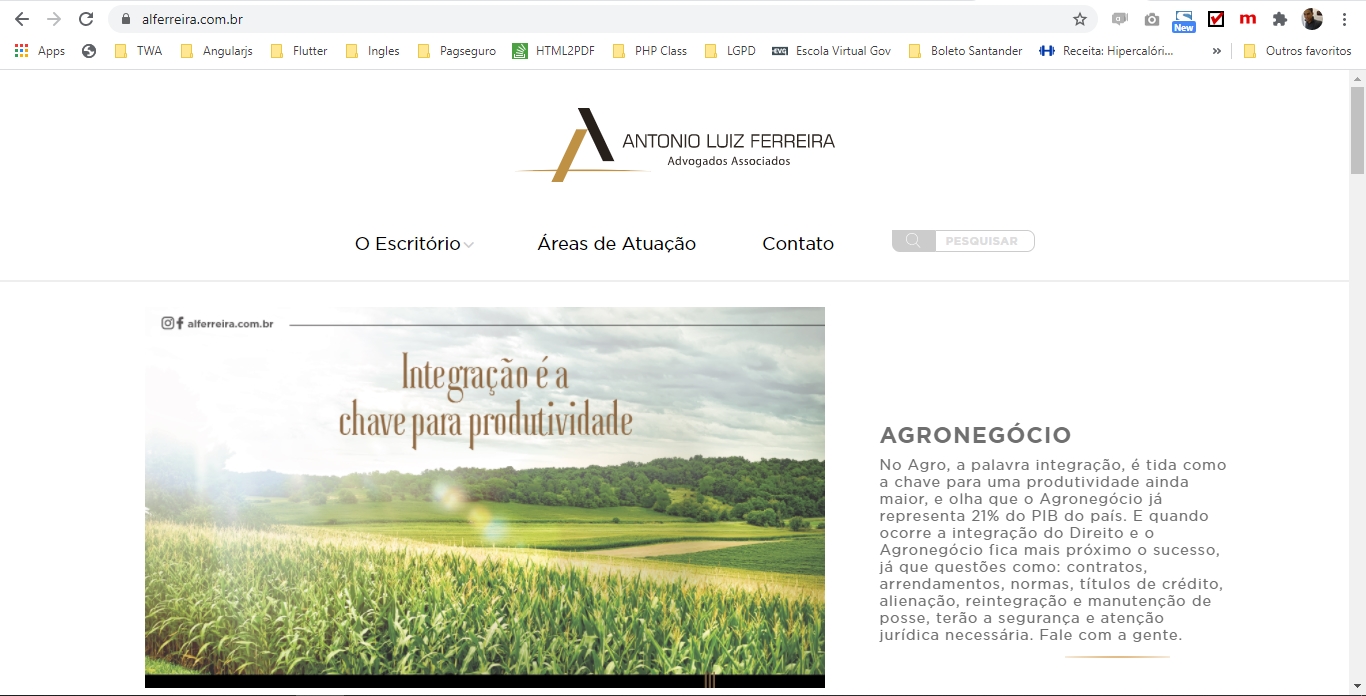 alferreira.com.br
New
m
Apps
TWA
Angularjs
Flutter
Ingles
Pagseguro
HTML2PDF
PHP Class
LGPD
EVG
Escola Virtual Gov
Boleto Santander
Receita: Hipercalóri...
»
Outros favoritos
ANTONIO LUIZ FERREIRA
Advogados Associados
O Escritório
Áreas de Atuação
Contato
PESQUISAR
alferreira.com.br
Integração é a
chave para produtividade
AGRONEGÓCIO
No Agro, a palavra integração, é tida como
a chave para uma produtividade ainda
maior, e olha que o Agronegócio já
representa 21% do PIB do país. E quando
ocorre a integração do Direito e o
Agronegócio fica mais próximo o sucesso,
já que questões como: contratos,
arrendamentos, normas, títulos de crédito,
alienação, reintegração e manutenção de
posse, terão a segurança e atenção
jurídica necessária. Fale com a gente.